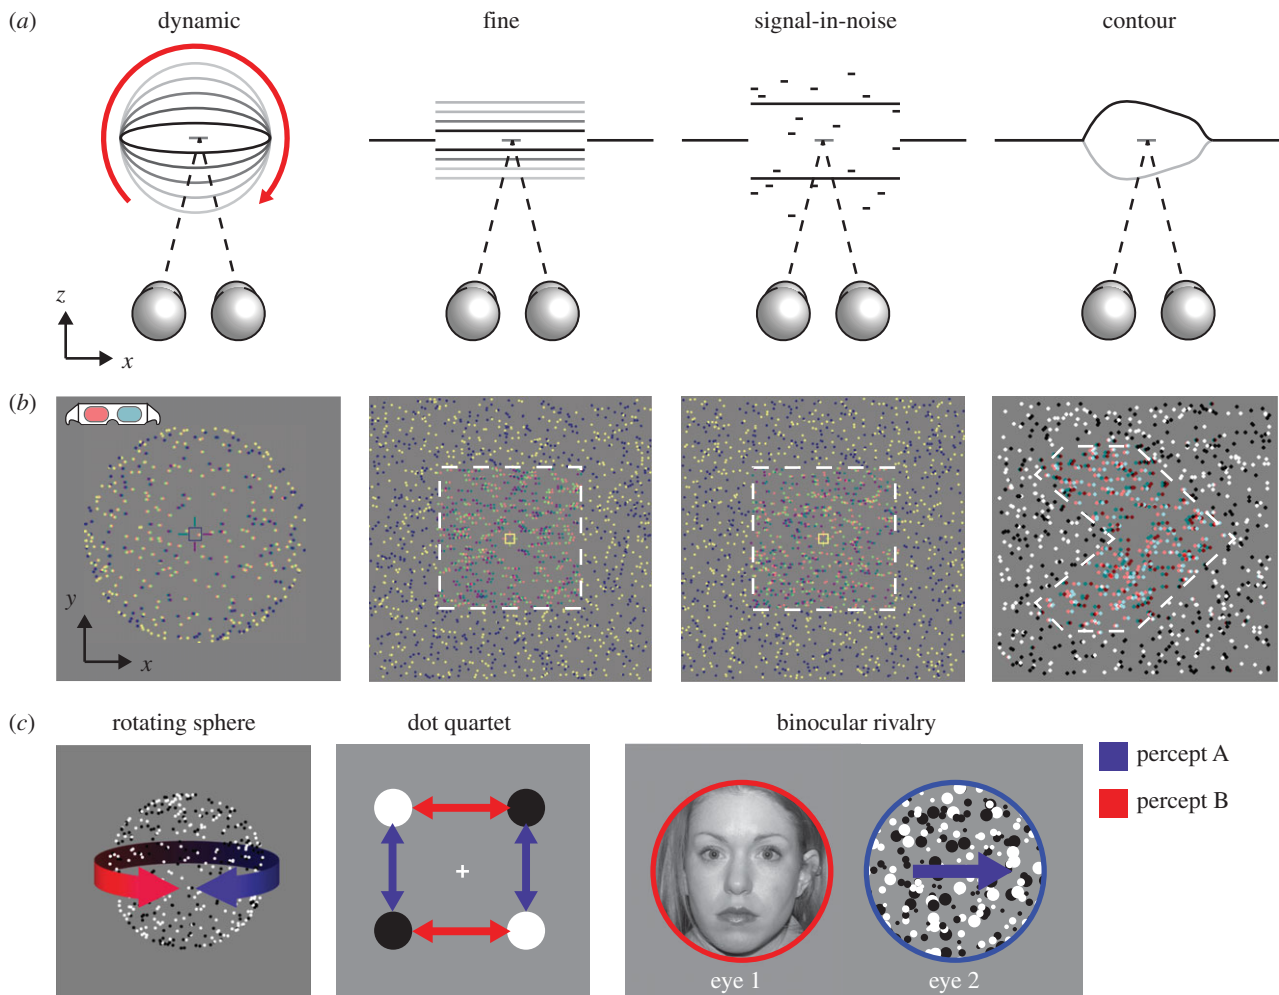 (a) dynamic fine signal-in-noise contour
z
x
(b)
y
x
(c) rotating sphere dot quartet binocular rivalry
percept A
percept B
eye 1 eye 2